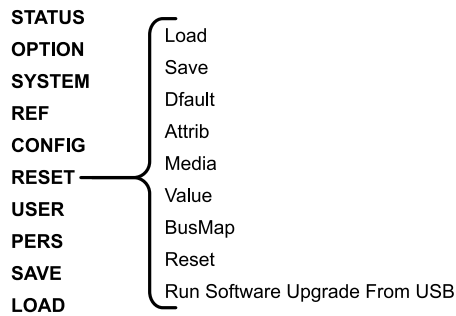 STATUS
OPTION
SYSTEM
REF
CONFIG
RESET
USER
PERS
SAVE
LOAD
Load
Save
Dfault
Attrib
Media
Value
BusMap
Reset
Run Software Upgrade From USB